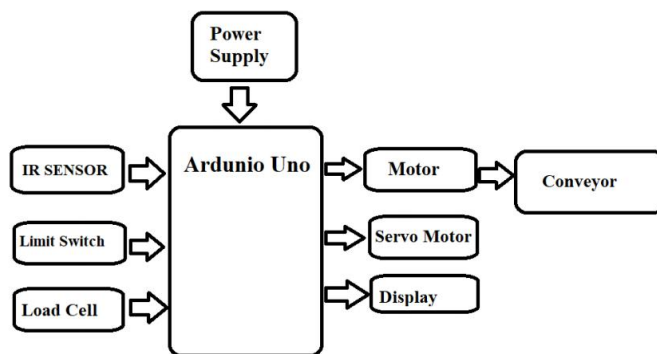 Power
Supply
IR SENSOR
Ardunio Uno
Motor
Conveyor
Limit Switch
Servo Motor
Load Cell
Display